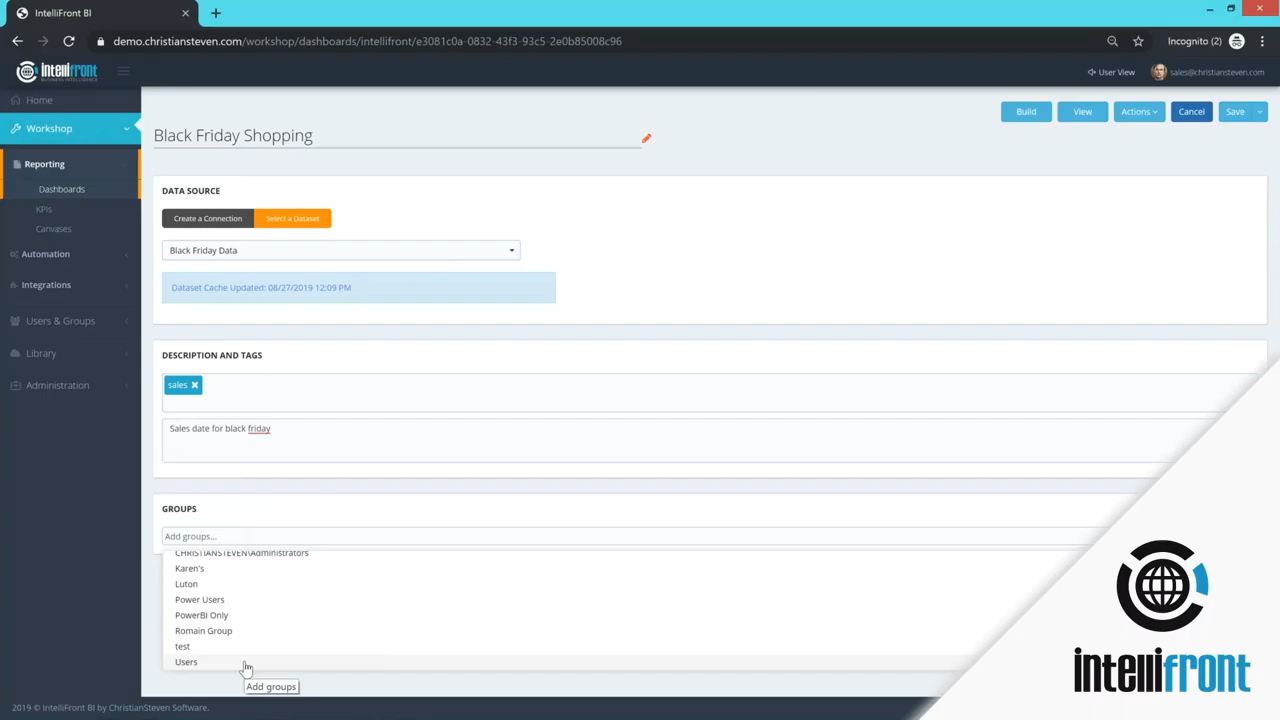 IntelliFront BI
demo.christiansteven.com/workshop/dashboards/intellifront/e3081c0a-0832-43f3-93c5-2e0b85008c96
Incognito (2)
intellifront
BUSINESS INTELLIGENCE
User View
sales@christiansteven.com
Home
Workshop
Reporting
Dashboards
KPIs
Canvases
Automation
Integrations
Users & Groups
Library
Administration
Black Friday Shopping
Build
View
Actions
Cancel
Save
DATA SOURCE
Create a Connection
Select a Dataset
Black Friday Data
Dataset Cache Updated: 08/27/2019 12:09 PM
DESCRIPTION AND TAGS
sales
Sales date for black friday
GROUPS
Add groups...
CHRISTIANSTEVEN\Administrators
Karen's
Luton
Power Users
PowerBI Only
Romain Group
test
Users
Add groups
2019 © IntelliFront BI by ChristianSteven Software.
intellifront